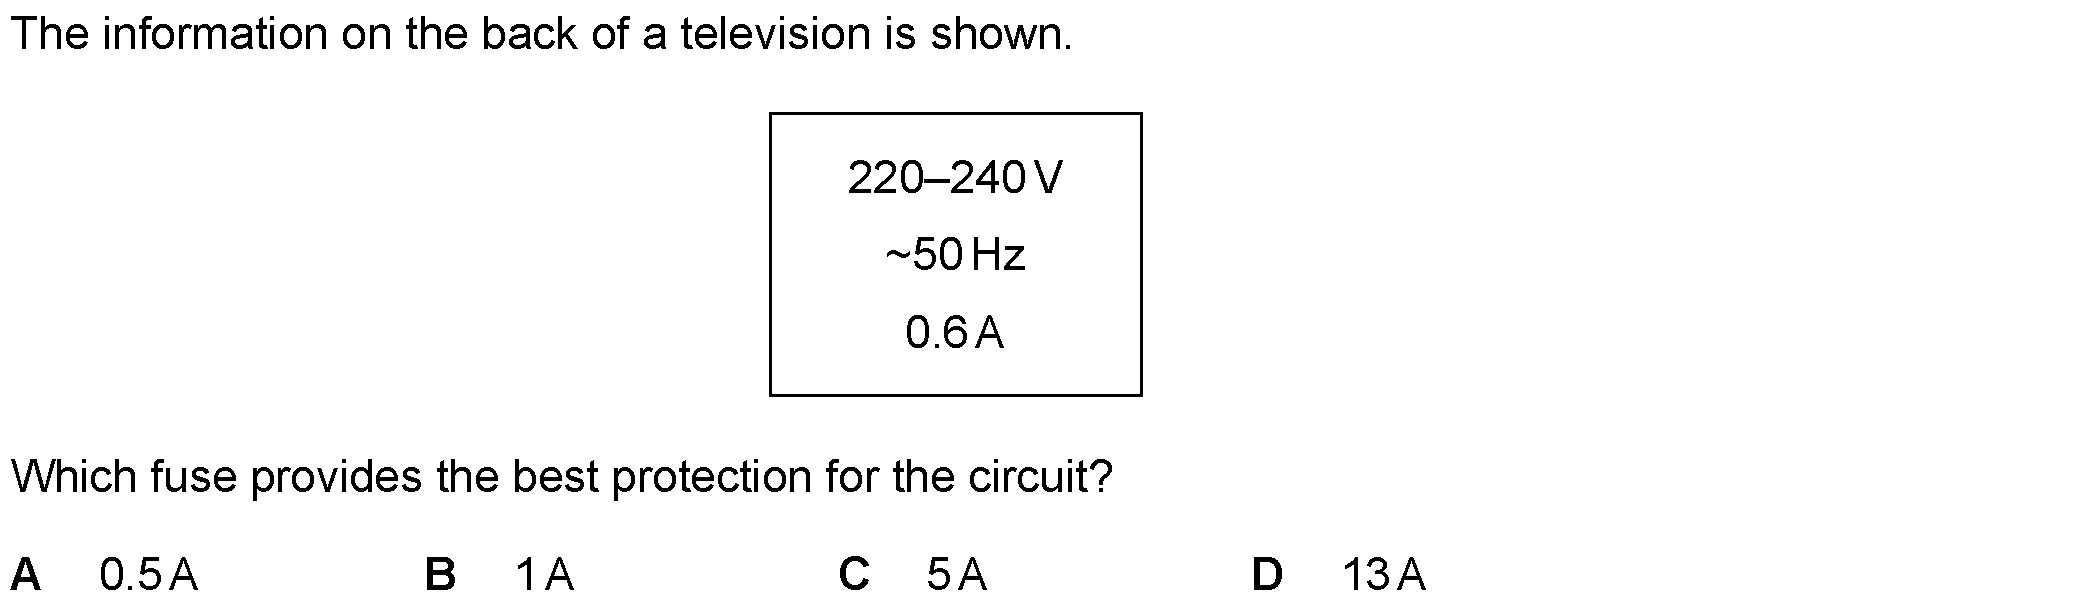 The information on the back of a television is shown.
220–240 V
~50 Hz
0.6 A
Which fuse provides the best protection for the circuit?
A 0.5 A B 1 A C 5 A D 13 A